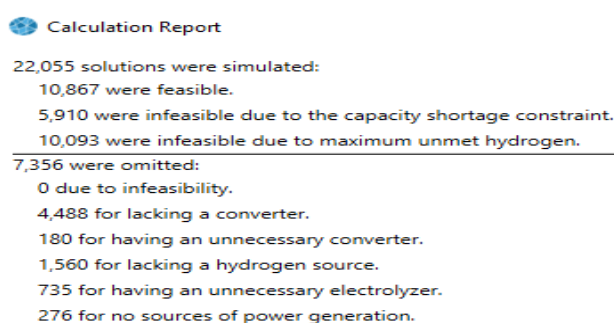 Calculation Report
22,055 solutions were simulated:
10,867 were feasible.
5,910 were infeasible due to the capacity shortage constraint.
10,093 were infeasible due to maximum unmet hydrogen.
7,356 were omitted:
0 due to infeasibility.
4,488 for lacking a converter.
180 for having an unnecessary converter.
1,560 for lacking a hydrogen source.
735 for having an unnecessary electrolyzer.
276 for no sources of power generation.